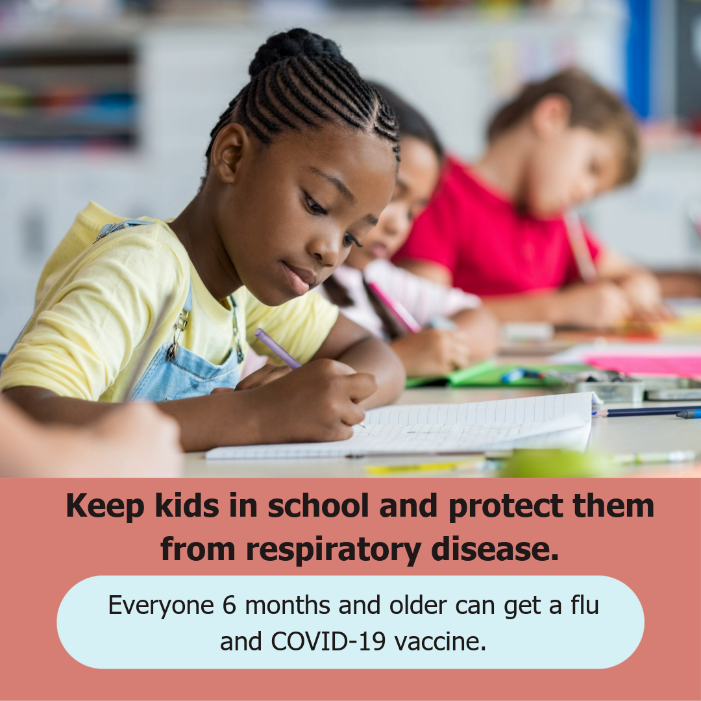 Keep kids in school and protect them
from respiratory disease.
Everyone 6 months and older can get a flu
and COVID-19 vaccine.